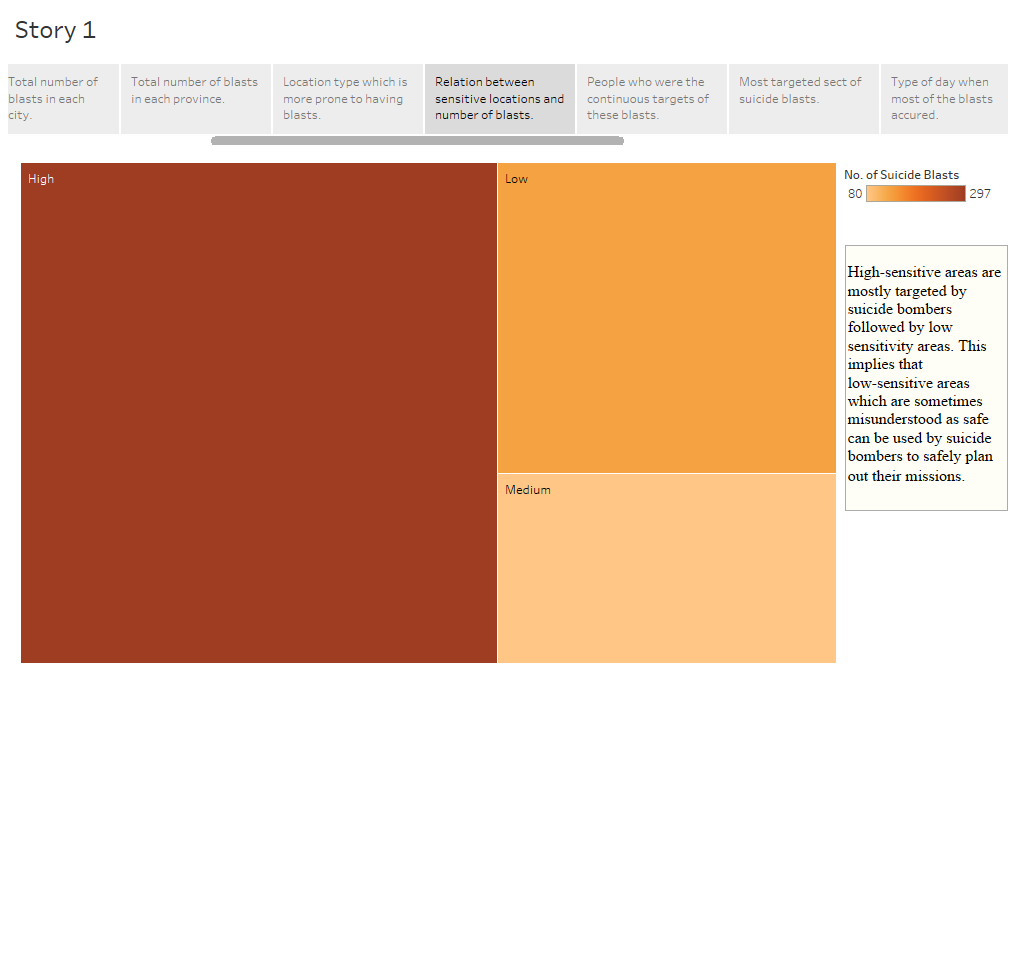 Story 1
Total number of
blasts in each
city.
Total number of blasts
in each province.
Location type which is
more prone to having
blasts.
Relation between
sensitive locations and
number of blasts.
People who were the
continuous targets of
these blasts.
Most targeted sect of
suicide blasts.
Type of day when
most of the blasts
accured.
High
Low
Medium
No. of Suicide Blasts
80 297
High-sensitive areas are
mostly targeted by
suicide bombers
followed by low
sensitivity areas. This
implies that
low-sensitive areas
which are sometimes
misunderstood as safe
can be used by suicide
bombers to safely plan
out their missions.